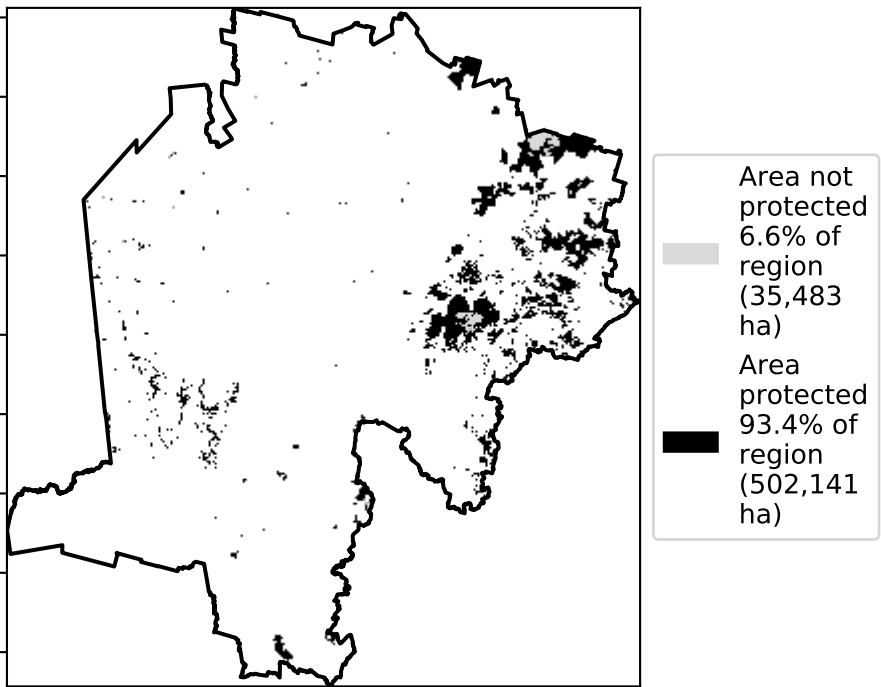 Area not
protected
6.6% of
region
(35,483
ha)
Area
protected
93.4% of
region
(502,141
ha)